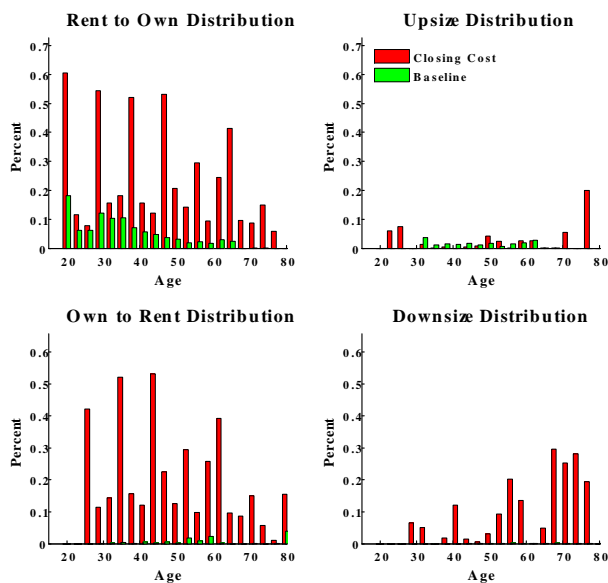 Rent to Own Distribution
0.7
0.6
0.5
0.4
0.3
0.2
0.1
0
Percent
20 30 40 50 60 70 80
Age
Upsize Distribution
0.7
0.6
0.5
0.4
0.3
0.2
0.1
0
Percent
Closing Cost
Baseline
20 30 40 50 60 70 80
Age
Own to Rent Distribution
0.6
0.5
0.4
0.3
0.2
0.1
0
Percent
20 30 40 50 60 70 80
Age
Downsize Distribution
0.6
0.5
0.4
0.3
0.2
0.1
0
Percent
20 30 40 50 60 70 80
Age